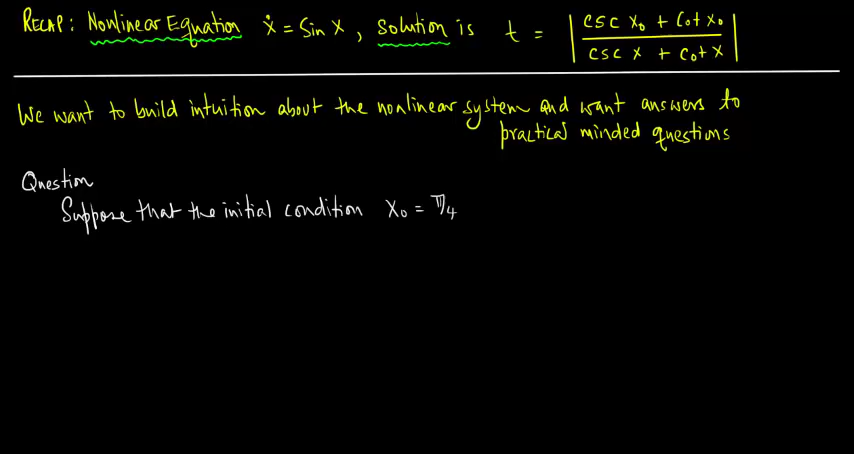 RECAP: Nonlinear Equation ẋ = Sin X, Solution is t = | (CSC X₀ + Cot X₀) / (CSC X + Cot X) |
We want to build intuition about the nonlinear system and want answers to
practical minded questions
Question
Suppose that the initial condition X₀ = π/4